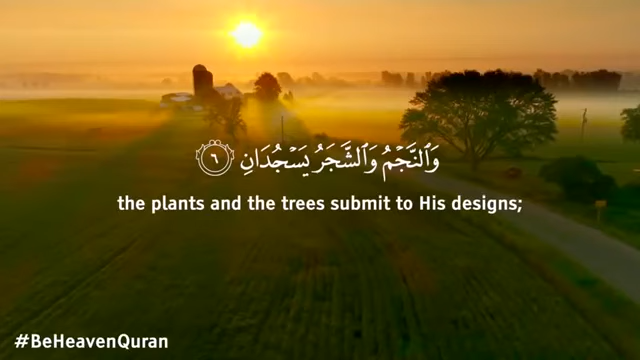 وَٱلنَّجۡمُ وَٱلشَّجَرُ يَسۡجُدَانِ ٦
the plants and the trees submit to His designs;
#BeHeavenQuran